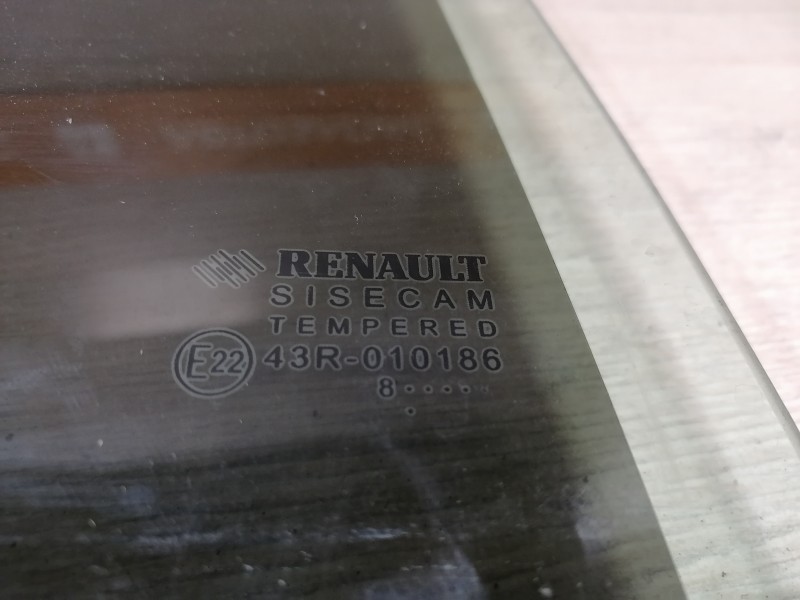 RENAULT
SISECAM
TEMPERED
E22 43R-010186
8····
·